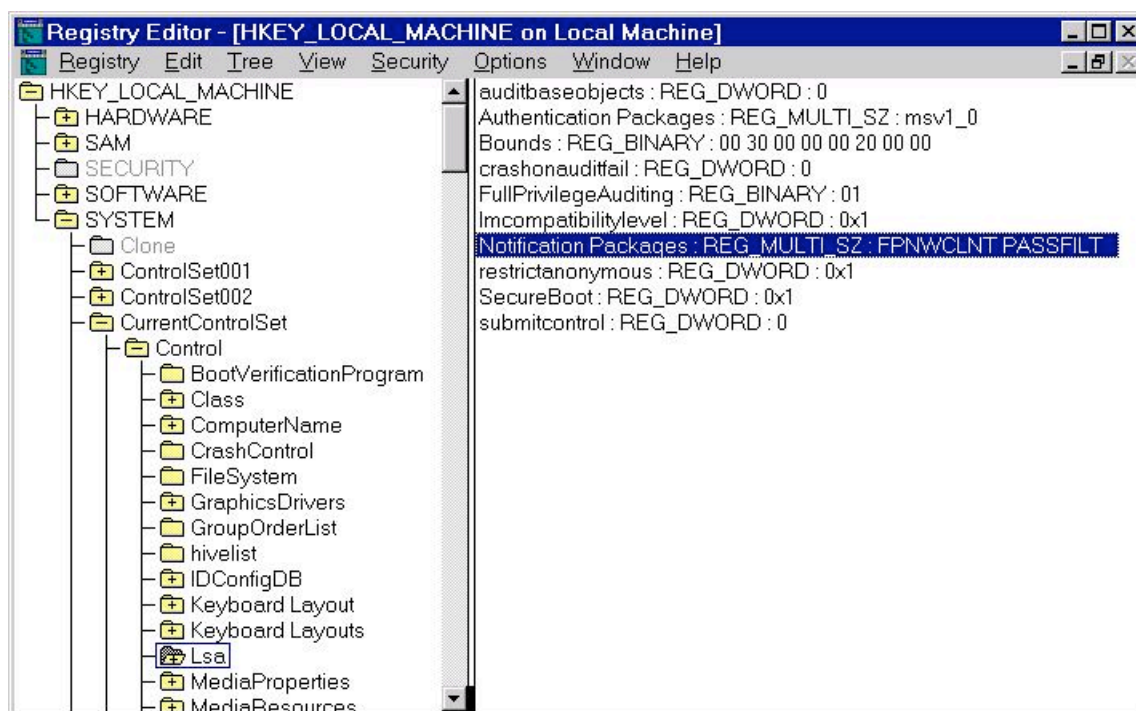 Registry Editor - [HKEY_LOCAL_MACHINE on Local Machine]
Registry Edit Tree View Security Options Window Help
HKEY_LOCAL_MACHINE
HARDWARE
SAM
SECURITY
SOFTWARE
SYSTEM
Clone
ControlSet001
ControlSet002
CurrentControlSet
Control
BootVerificationProgram
Class
ComputerName
CrashControl
FileSystem
GraphicsDrivers
GroupOrderList
hivelist
IDConfigDB
Keyboard Layout
Keyboard Layouts
Lsa
MediaProperties
MediaResources
auditbaseobjects : REG_DWORD : 0
Authentication Packages : REG_MULTI_SZ : msv1_0
Bounds : REG_BINARY : 00 30 00 00 00 20 00 00
crashonauditfail : REG_DWORD : 0
FullPrivilegeAuditing : REG_BINARY : 01
lmcompatibilitylevel : REG_DWORD : 0x1
Notification Packages : REG_MULTI_SZ : FPNWCLNT PASSFILT
restrictanonymous : REG_DWORD : 0x1
SecureBoot : REG_DWORD : 0x1
submitcontrol : REG_DWORD : 0